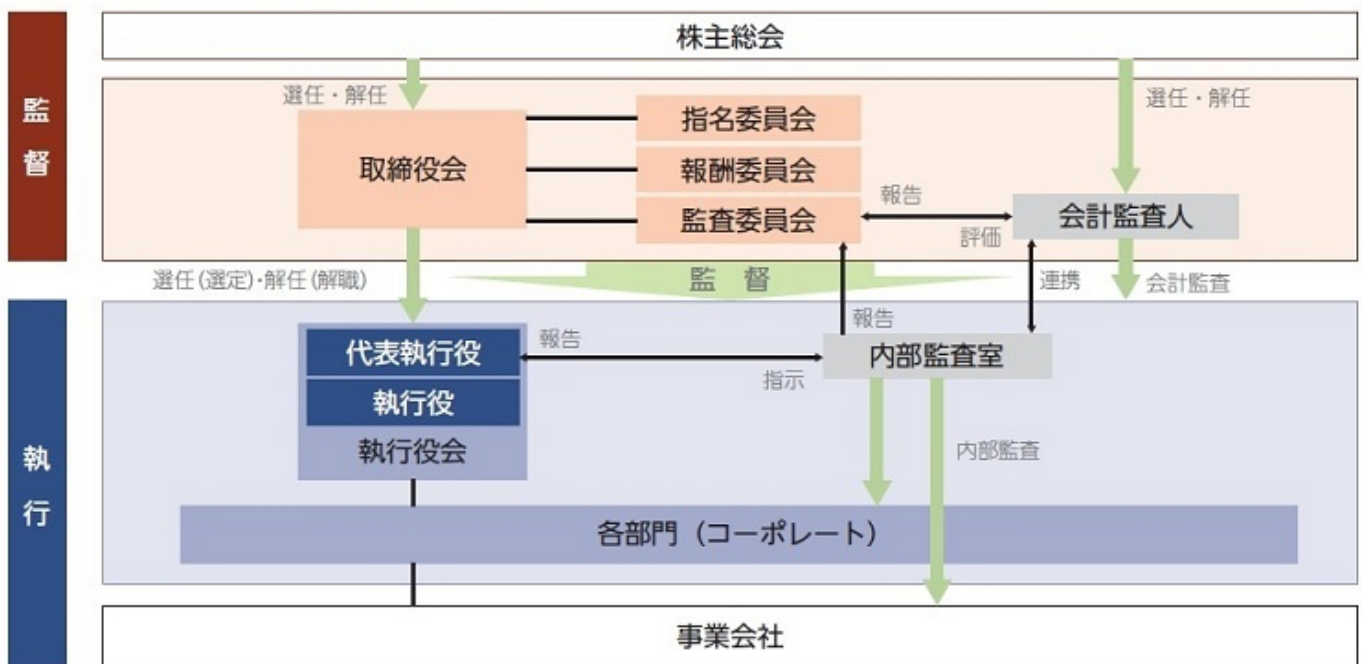 株主総会
監督
選任・解任
選任・解任
取締役会
指名委員会
報酬委員会
監査委員会
報告
評価
会計監査人
選任(選定)・解任(解職)
監 督
連携
会計監査
執行
代表執行役
執行役
執行役会
報告
指示
報告
内部監査室
内部監査
各部門（コーポレート）
事業会社